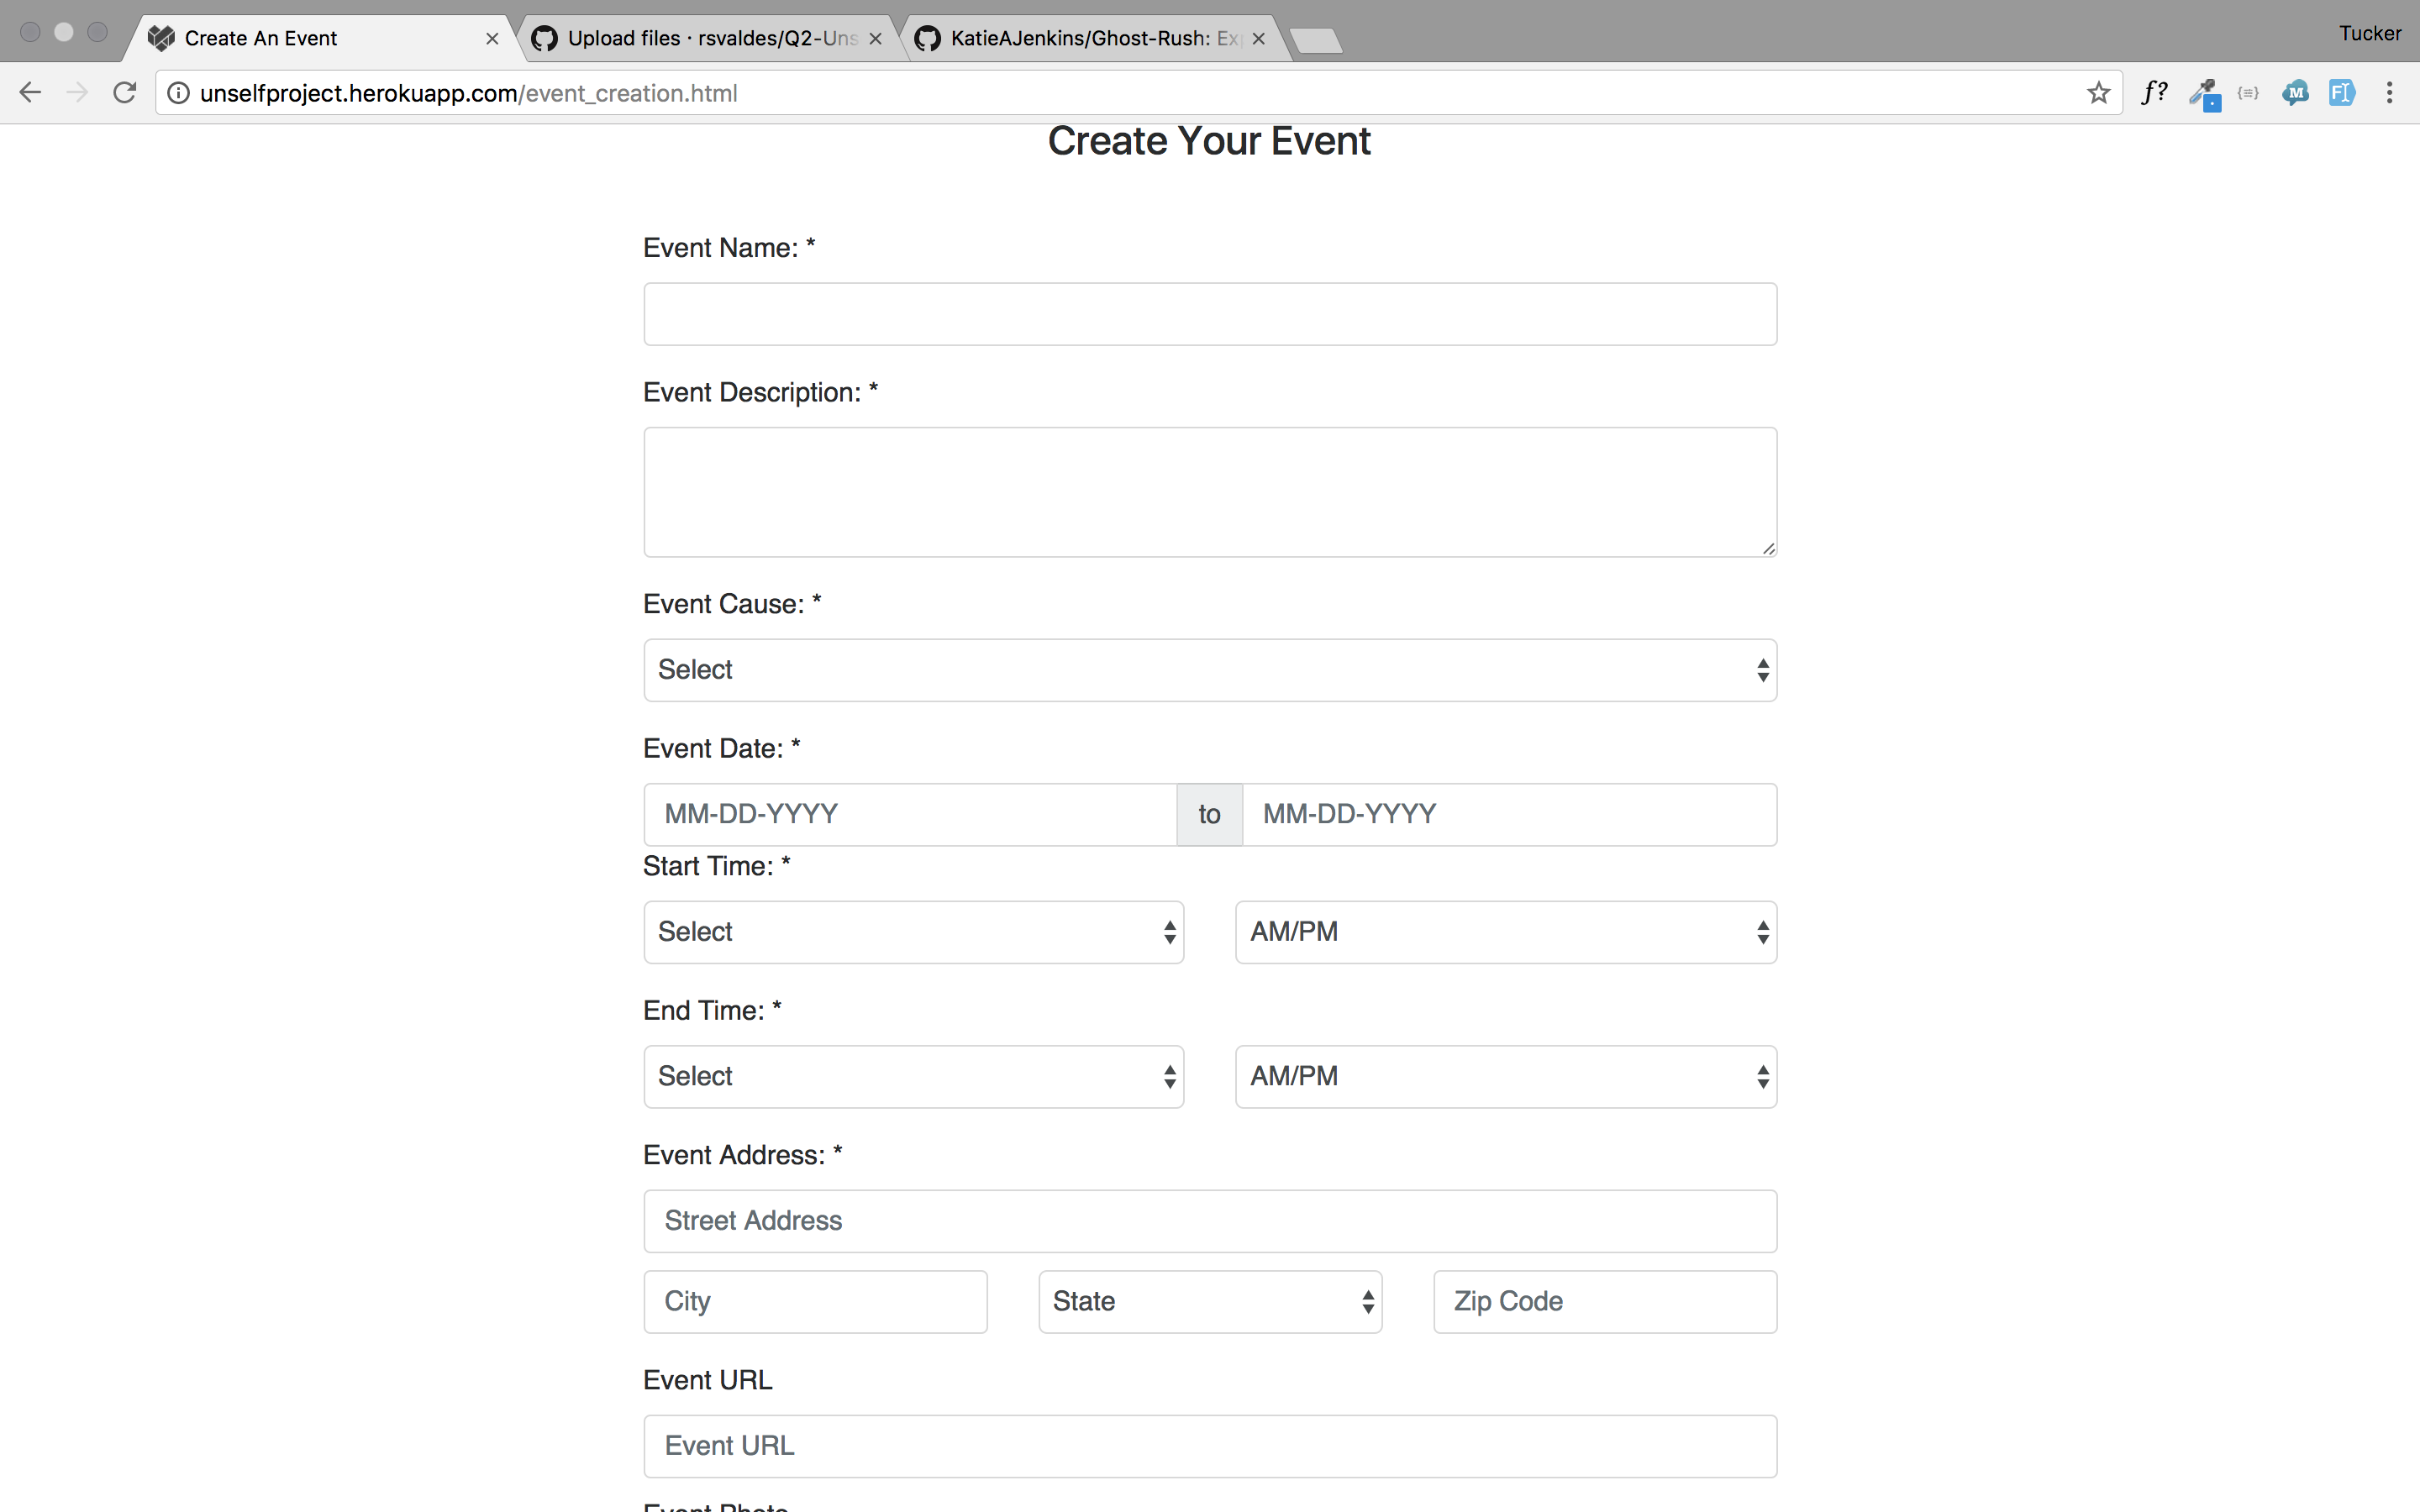 Create An Event
Upload files · rsvaldes/Q2-Uns
KatieAJenkins/Ghost-Rush: Ex
Tucker
unselfproject.herokuapp.com/event_creation.html
f?
M
Create Your Event
Event Name: *
Event Description: *
Event Cause: *
Select
Event Date: *
MM-DD-YYYY to MM-DD-YYYY
Start Time: *
Select AM/PM
End Time: *
Select AM/PM
Event Address: *
Street Address
City State Zip Code
Event URL
Event URL
Event Photo